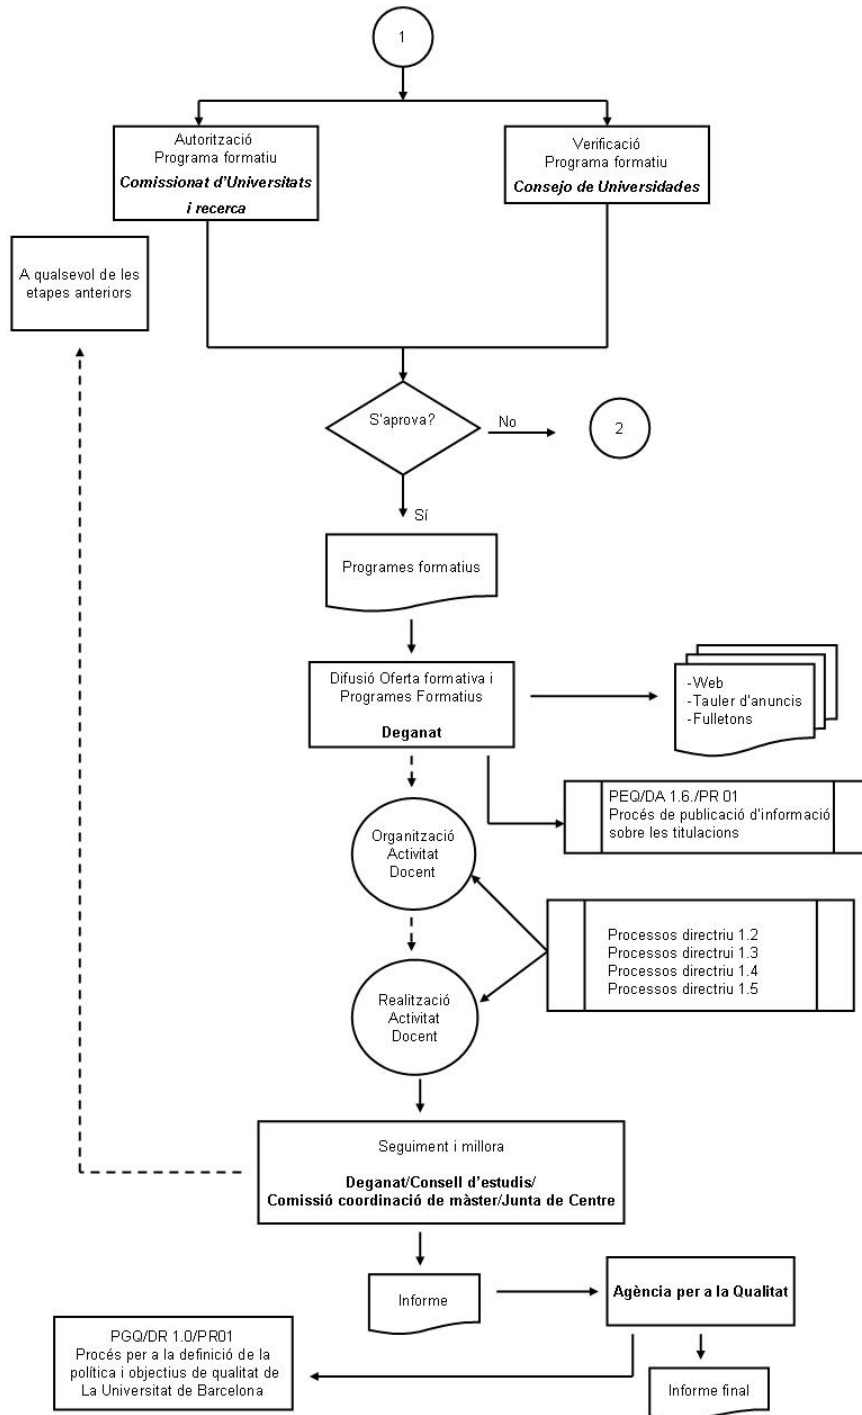 1
Autorització
Programa formatiu
Comissionat d'Universitats
i recerca
Verificació
Programa formatiu
Consejo de Universidades
A qualsevol de les
etapes anteriors
S'aprova?
No
2
Sí
Programes formatius
Difusió Oferta formativa i
Programes Formatius
Deganat
-Web
-Tauler d'anuncis
-Fulletons
PEQ/DA 1.6./PR 01
Procés de publicació d'informació
sobre les titulacions
Organització
Activitat
Docent
Processos directriu 1.2
Processos directrui 1.3
Processos directriu 1.4
Processos directriu 1.5
Realització
Activitat
Docent
Seguiment i millora
Deganat/Consell d'estudis/
Comissió coordinació de màster/Junta de Centre
Informe
Agència per a la Qualitat
PGQ/DR 1.0/PR01
Procés per a la definició de la
política i objectius de qualitat de
La Universitat de Barcelona
Informe final